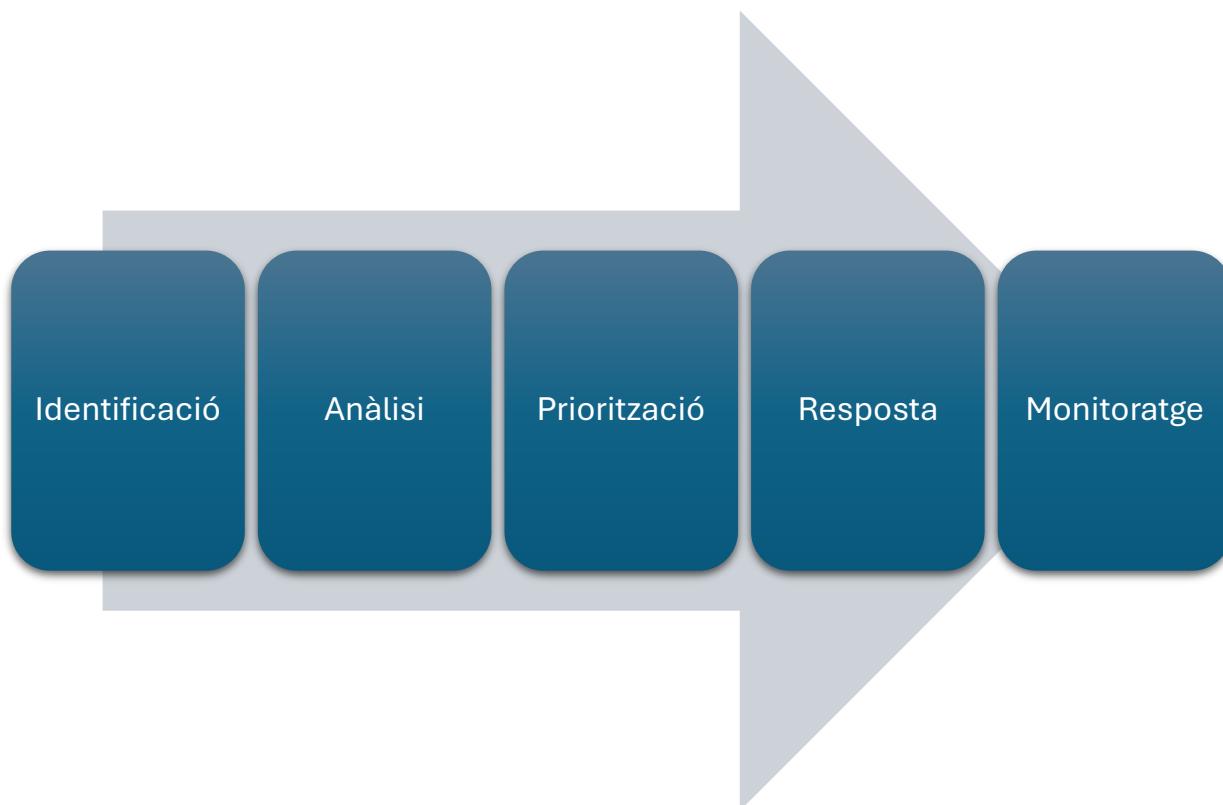 Identificació
Anàlisi
Priorització
Resposta
Monitoratge